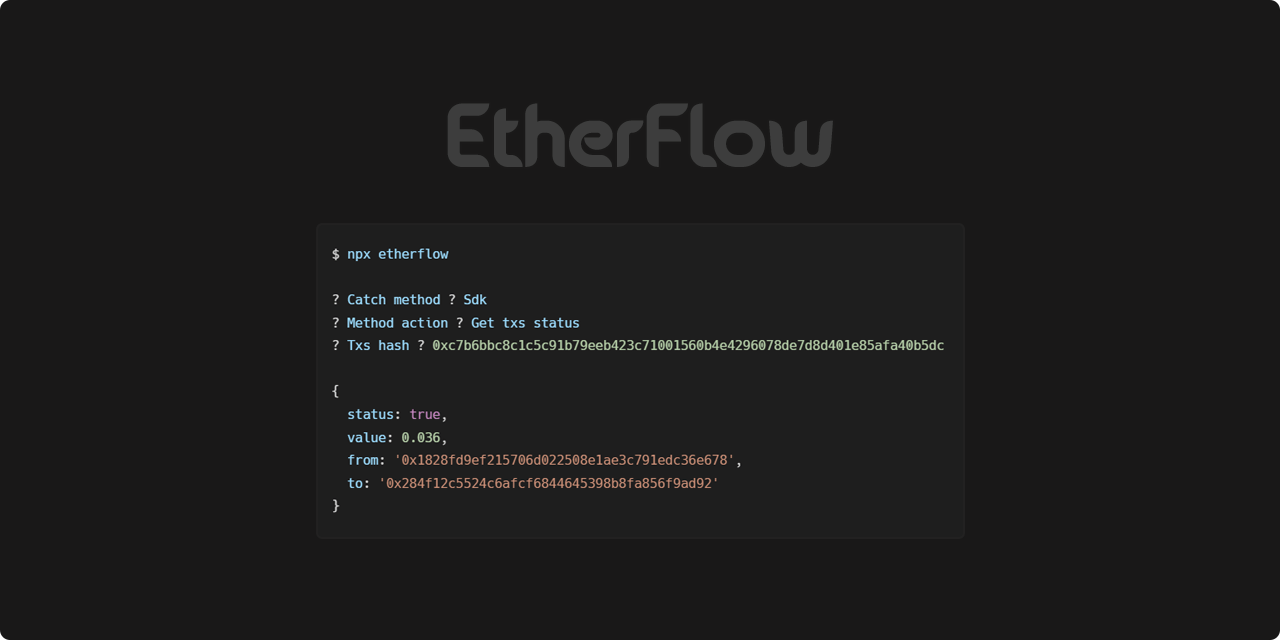 EtherFlow
$ npx etherflow
? Catch method ? Sdk
? Method action ? Get txs status
? Txs hash ? 0xc7b6bbc8c1c5c91b79eeb423c71001560b4e4296078de7d8d401e85afa40b5dc
{
status: true,
value: 0.036,
from: '0x1828fd9ef215706d022508e1ae3c791edc36e678',
to: '0x284f12c5524c6afcf6844645398b8fa856f9ad92'
}